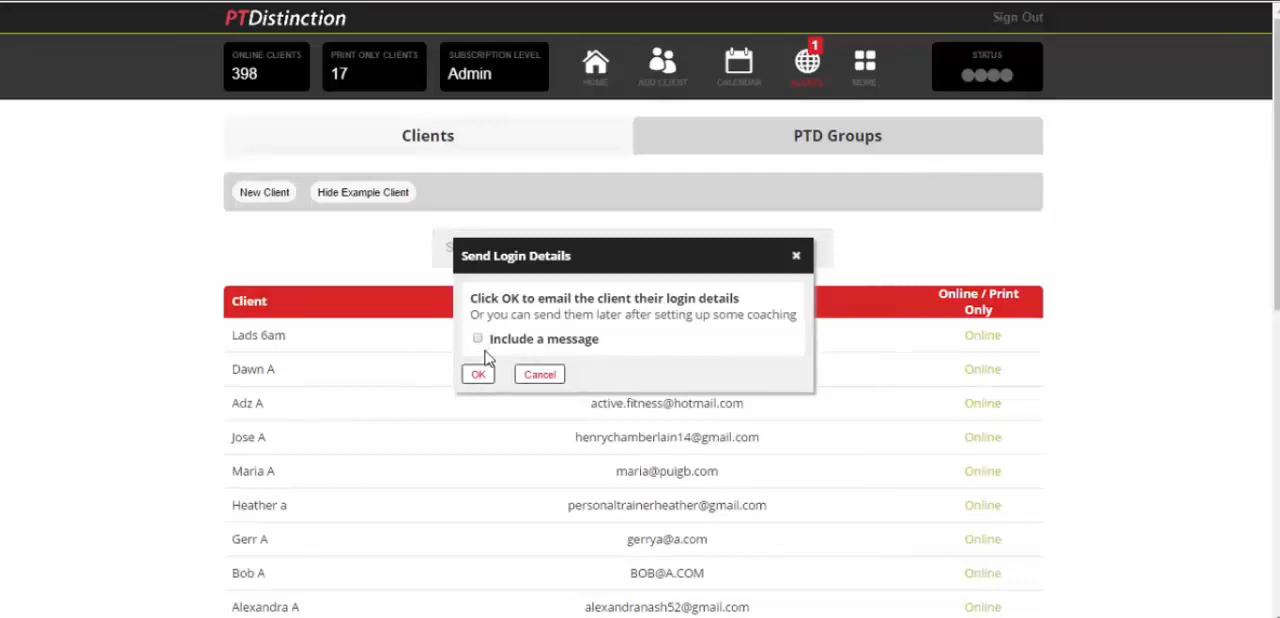 PTDistinction
Sign Out
ONLINE CLIENTS
398
PRINT ONLY CLIENTS
17
SUBSCRIPTION LEVEL
Admin
HOME
ADD CLIENT
CALENDAR
1
ALERTS
MORE
STATUS
Clients
PTD Groups
New Client
Hide Example Client
Send Login Details
Click OK to email the client their login details
Or you can send them later after setting up some coaching
Include a message
OK
Cancel
Client
Online / Print
Only
Lads 6am
Online
Dawn A
Online
Adz A
active.fitness@hotmail.com
Online
Jose A
henrychamberlain14@gmail.com
Online
Maria A
maria@puigb.com
Online
Heather a
personaltrainerheather@gmail.com
Online
Gerr A
gerrya@a.com
Online
Bob A
BOB@A.COM
Online
Alexandra A
alexandranash52@gmail.com
Online